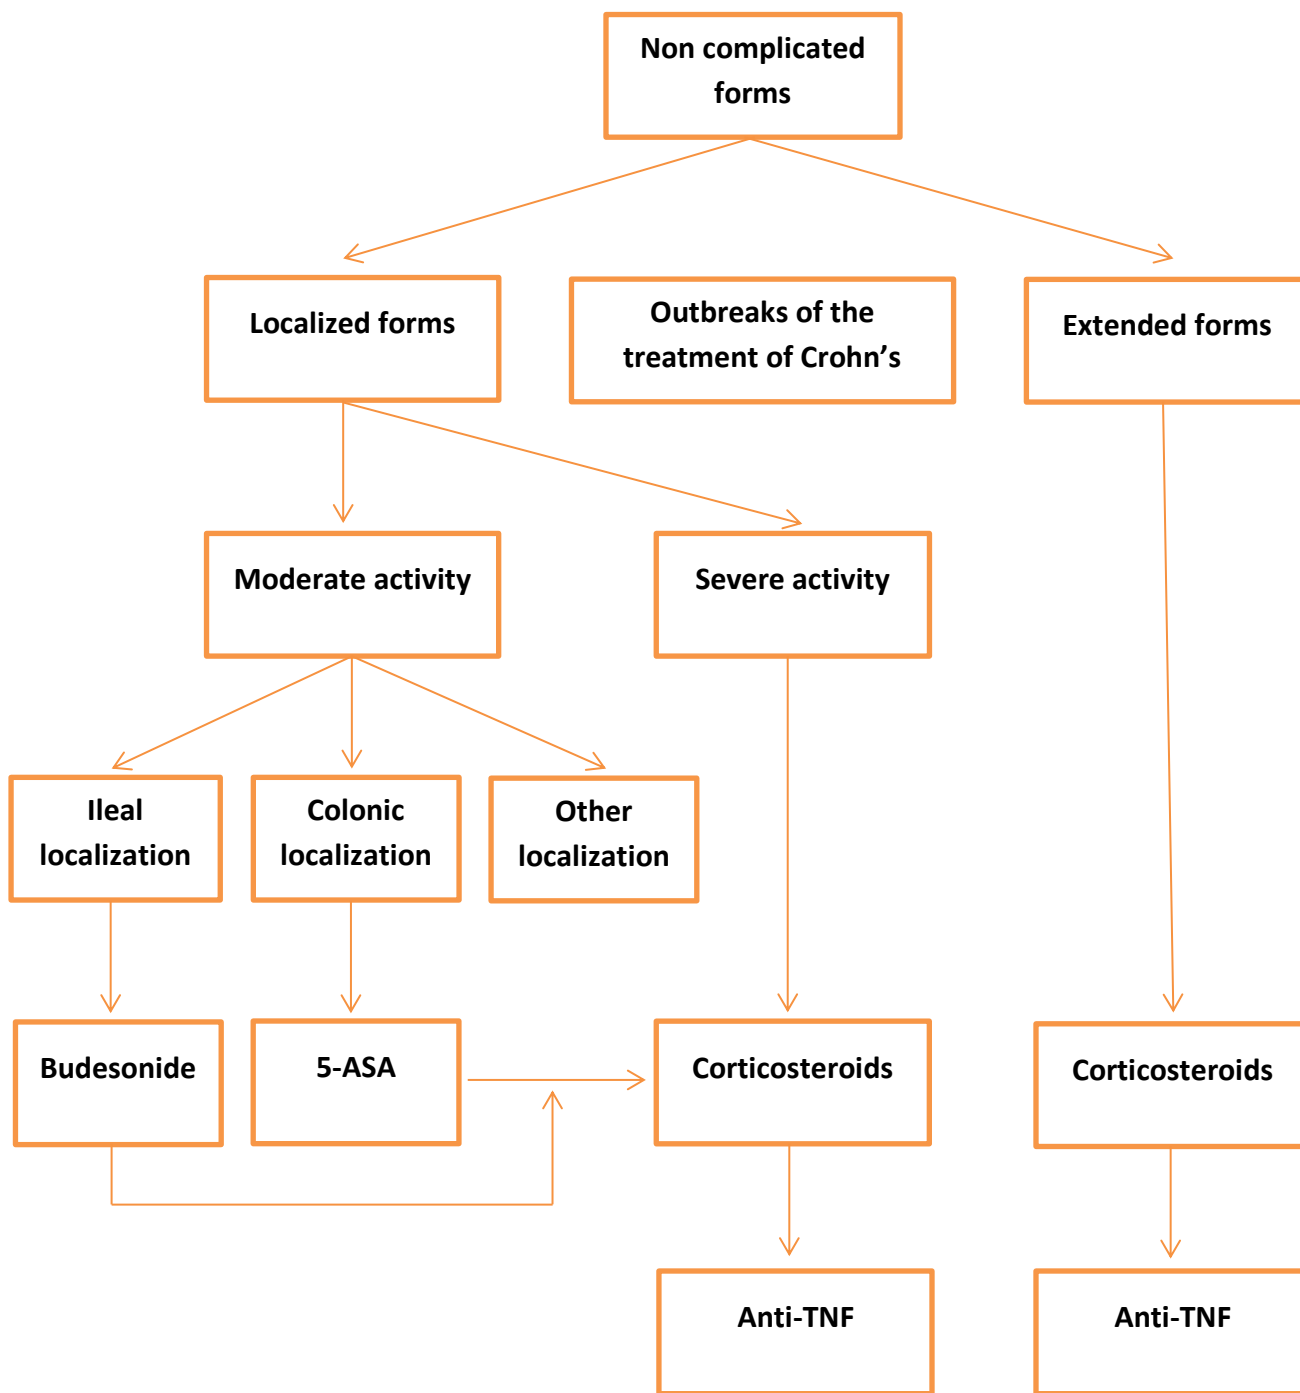 Non complicated
forms
Localized forms
Outbreaks of the
treatment of Crohn’s
Extended forms
Moderate activity
Severe activity
Ileal
localization
Colonic
localization
Other
localization
Budesonide
5-ASA
Corticosteroids
Corticosteroids
Anti-TNF
Anti-TNF